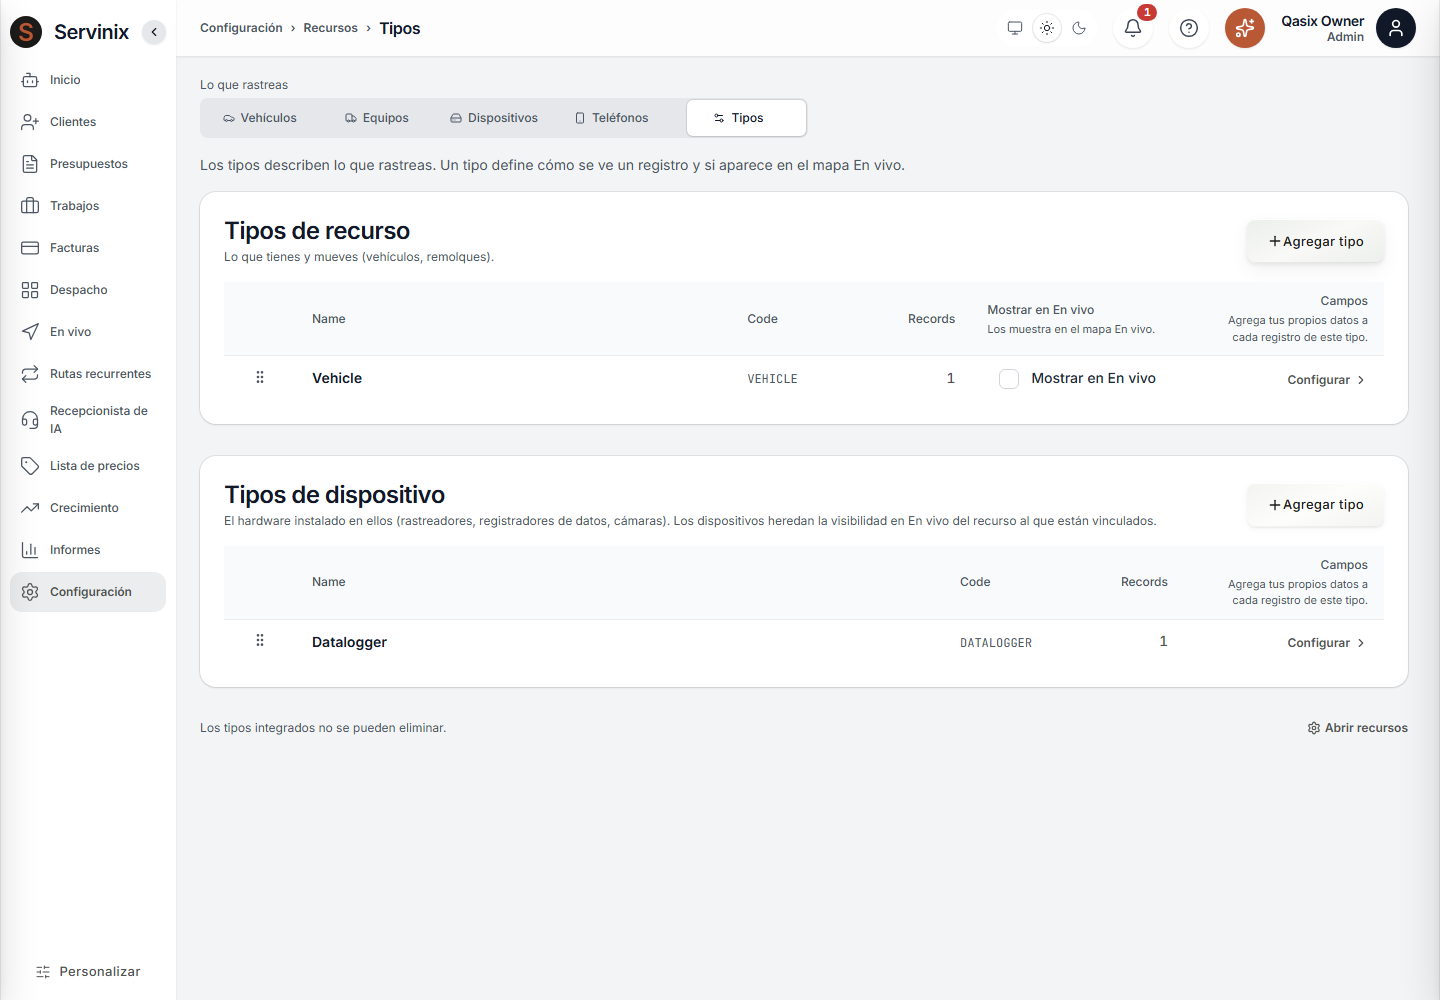 Servinix
Inicio
Clientes
Presupuestos
Trabajos
Facturas
Despacho
En vivo
Rutas recurrentes
Recepcionista de
IA
Lista de precios
Crecimiento
Informes
Configuración
Personalizar
Configuración › Recursos › Tipos
1
Qasix Owner
Admin
Lo que rastreas
Vehículos
Equipos
Dispositivos
Teléfonos
Tipos
Los tipos describen lo que rastreas. Un tipo define cómo se ve un registro y si aparece en el mapa En vivo.
Tipos de recurso
Lo que tienes y mueves (vehículos, remolques).
+ Agregar tipo
Name
Code
Records
Mostrar en En vivo
Los muestra en el mapa En vivo.
Campos
Agrega tus propios datos a
cada registro de este tipo.
Vehicle
VEHICLE
1
Mostrar en En vivo
Configurar
Tipos de dispositivo
El hardware instalado en ellos (rastreadores, registradores de datos, cámaras). Los dispositivos heredan la visibilidad en En vivo del recurso al que están vinculados.
+ Agregar tipo
Name
Code
Records
Campos
Agrega tus propios datos a
cada registro de este tipo.
Datalogger
DATALOGGER
1
Configurar
Los tipos integrados no se pueden eliminar.
Abrir recursos